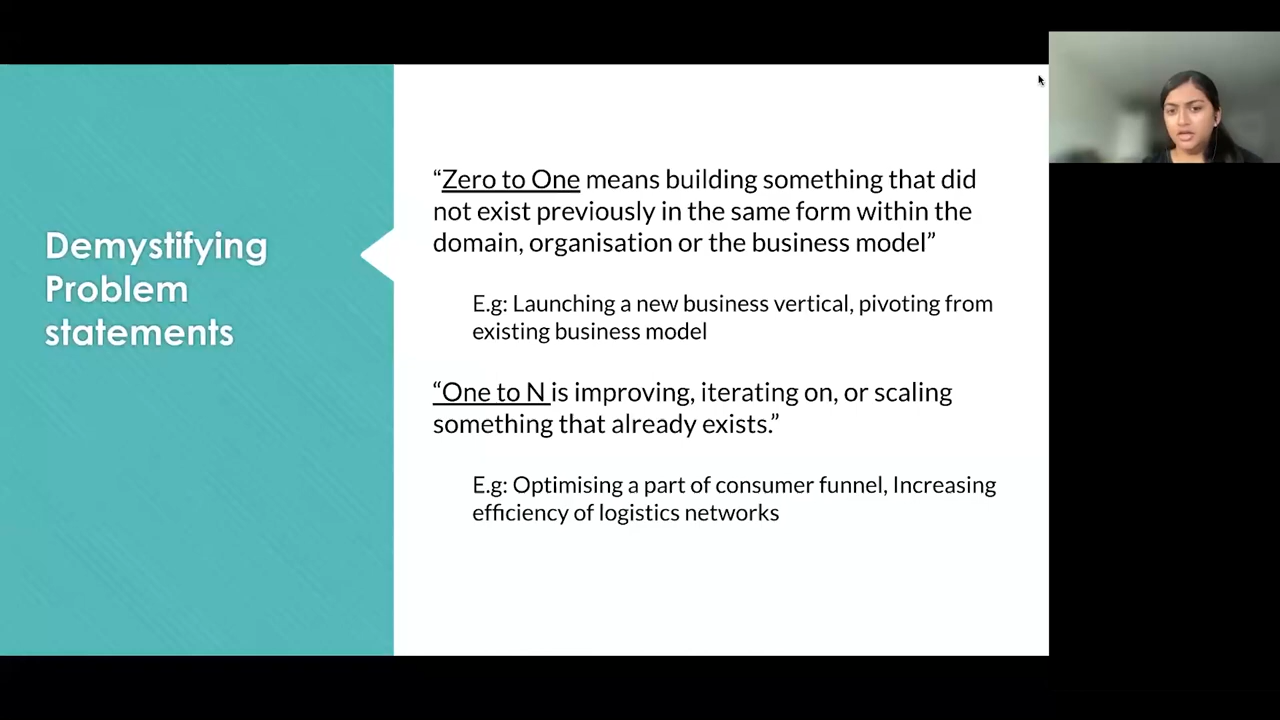 Demystifying
Problem
statements
“Zero to One means building something that did
not exist previously in the same form within the
domain, organisation or the business model”
E.g: Launching a new business vertical, pivoting from
existing business model
“One to N is improving, iterating on, or scaling
something that already exists.”
E.g: Optimising a part of consumer funnel, Increasing
efficiency of logistics networks